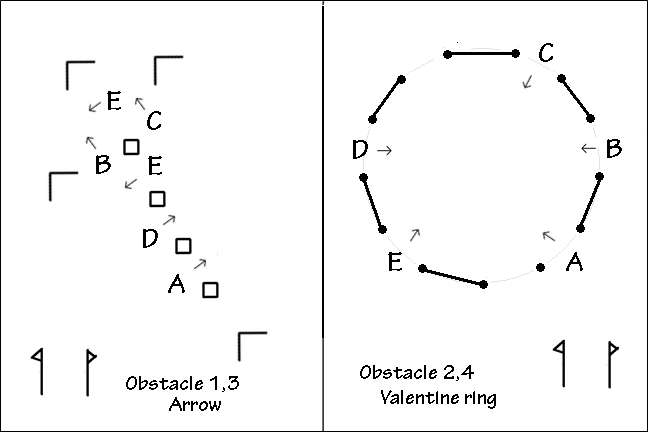 E
C
B
E
D
A
Obstacle 1,3
Arrow
C
D
B
E
A
Obstacle 2,4
Valentine ring